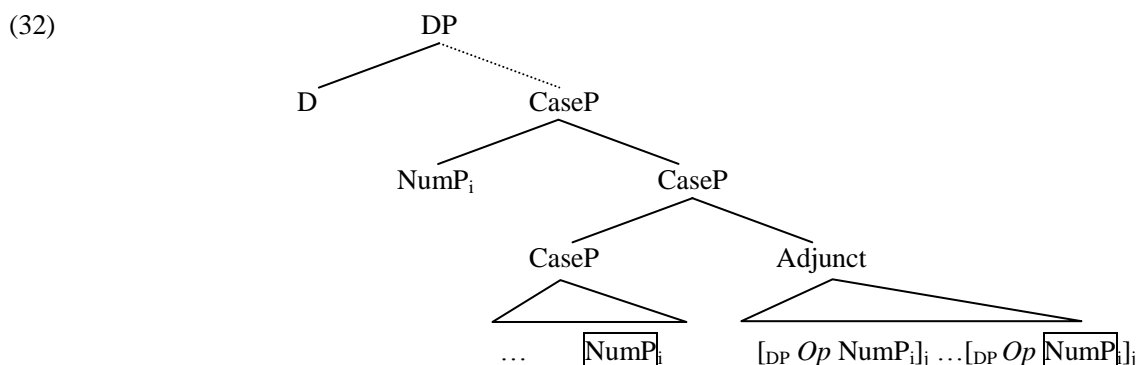 (32) DP
D CaseP
NumPi CaseP
CaseP Adjunct
… NumPi [DP Op NumPi]j …[DP Op NumPi]j